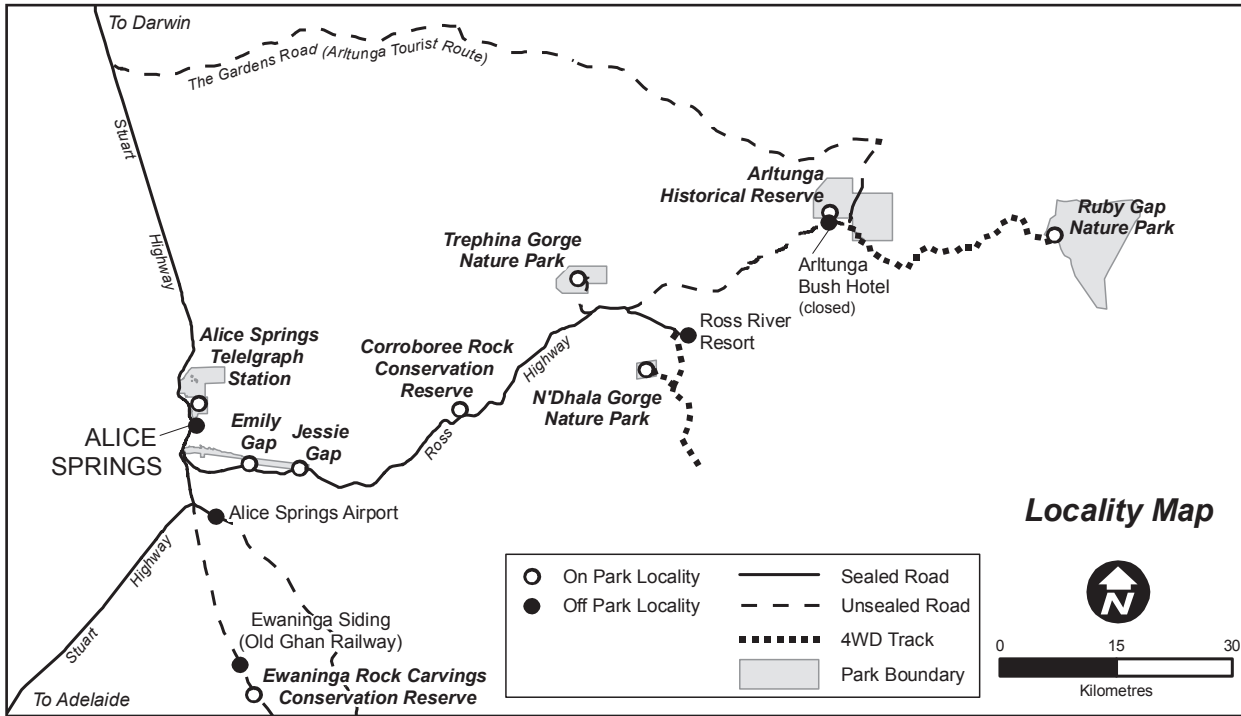 To Darwin
The Gardens Road (Arltunga Tourist Route)
Stuart
Highway
Arltunga
Historical Reserve
Ruby Gap
Nature Park
Trephina Gorge
Nature Park
Arltunga
Bush Hotel
(closed)
Ross River
Resort
Alice Springs
Telelgraph
Station
Corroboree Rock
Conservation
Reserve
Highway
Ross
N'Dhala Gorge
Nature Park
ALICE
SPRINGS
Emily
Gap
Jessie
Gap
Alice Springs Airport
Highway
Stuart
To Adelaide
Ewaninga Siding
(Old Ghan Railway)
Ewaninga Rock Carvings
Conservation Reserve
Locality Map
N
On Park Locality
Off Park Locality
Sealed Road
Unsealed Road
4WD Track
Park Boundary
0 15 30
Kilometres